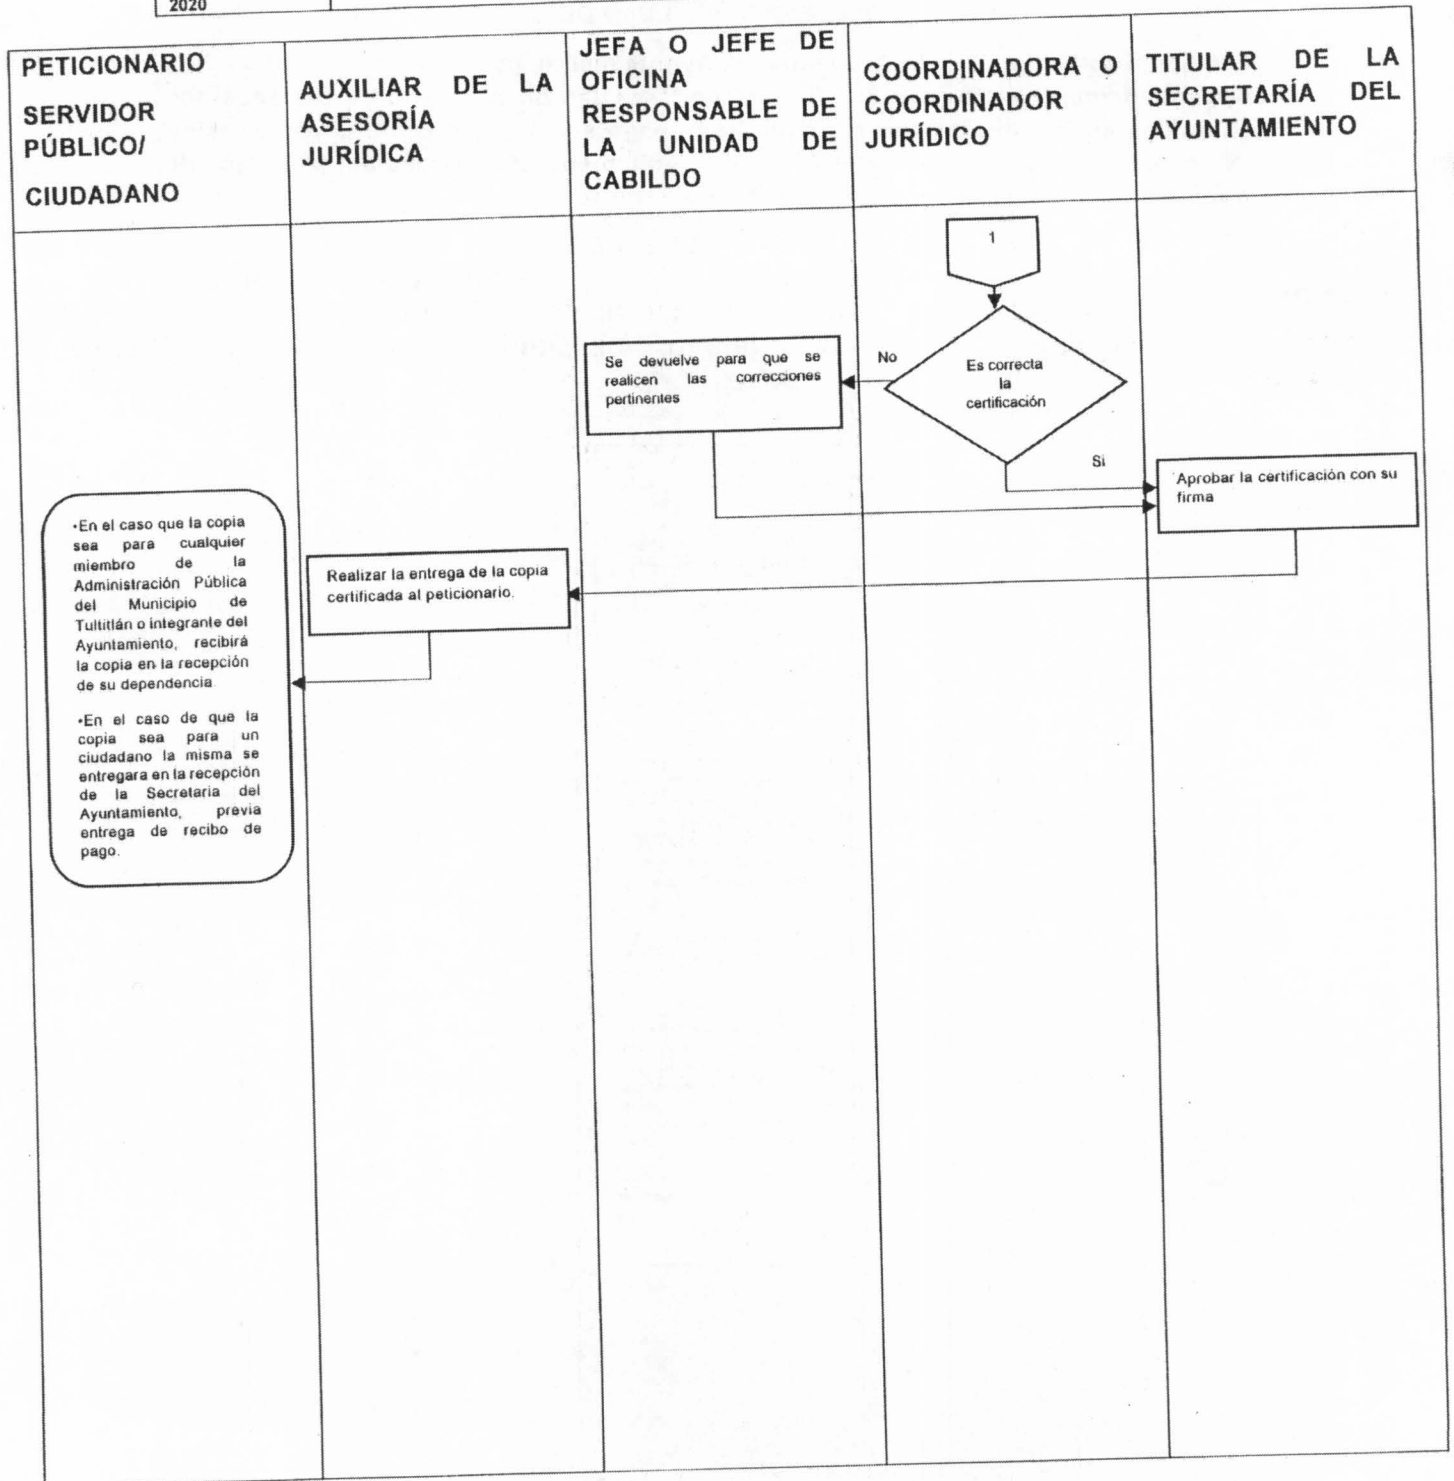 2020
PETICIONARIO
SERVIDOR
PÚBLICO/
CIUDADANO
AUXILIAR DE LA
ASESORÍA
JURÍDICA
JEFA O JEFE DE
OFICINA
RESPONSABLE DE
LA UNIDAD DE
CABILDO
COORDINADORA O
COORDINADOR
JURÍDICO
TITULAR DE LA
SECRETARÍA DEL
AYUNTAMIENTO
1
Es correcta
la
certificación
No
Se devuelve para que se
realicen las correcciones
pertinentes
Si
Aprobar la certificación con su
firma
Realizar la entrega de la copia
certificada al peticionario.
•En el caso que la copia
sea para cualquier
miembro de la
Administración Pública
del Municipio de
Tultitlán o integrante del
Ayuntamiento, recibirá
la copia en la recepción
de su dependencia.
•En el caso de que la
copia sea para un
ciudadano la misma se
entregara en la recepción
de la Secretaria del
Ayuntamiento, previa
entrega de recibo de
pago.